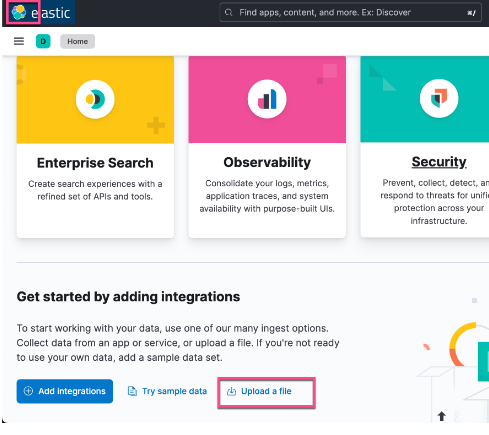 elastic
Find apps, content, and more. Ex: Discover
⌘/
D
Home
Enterprise Search
Create search experiences with a
refined set of APIs and tools.
Observability
Consolidate your logs, metrics,
application traces, and system
availability with purpose-built UIs.
Security
Prevent, collect, detect, an
respond to threats for unifie
protection across your
infrastructure.
Get started by adding integrations
To start working with your data, use one of our many ingest options.
Collect data from an app or service, or upload a file. If you're not ready
to use your own data, add a sample data set.
Add integrations
Try sample data
Upload a file